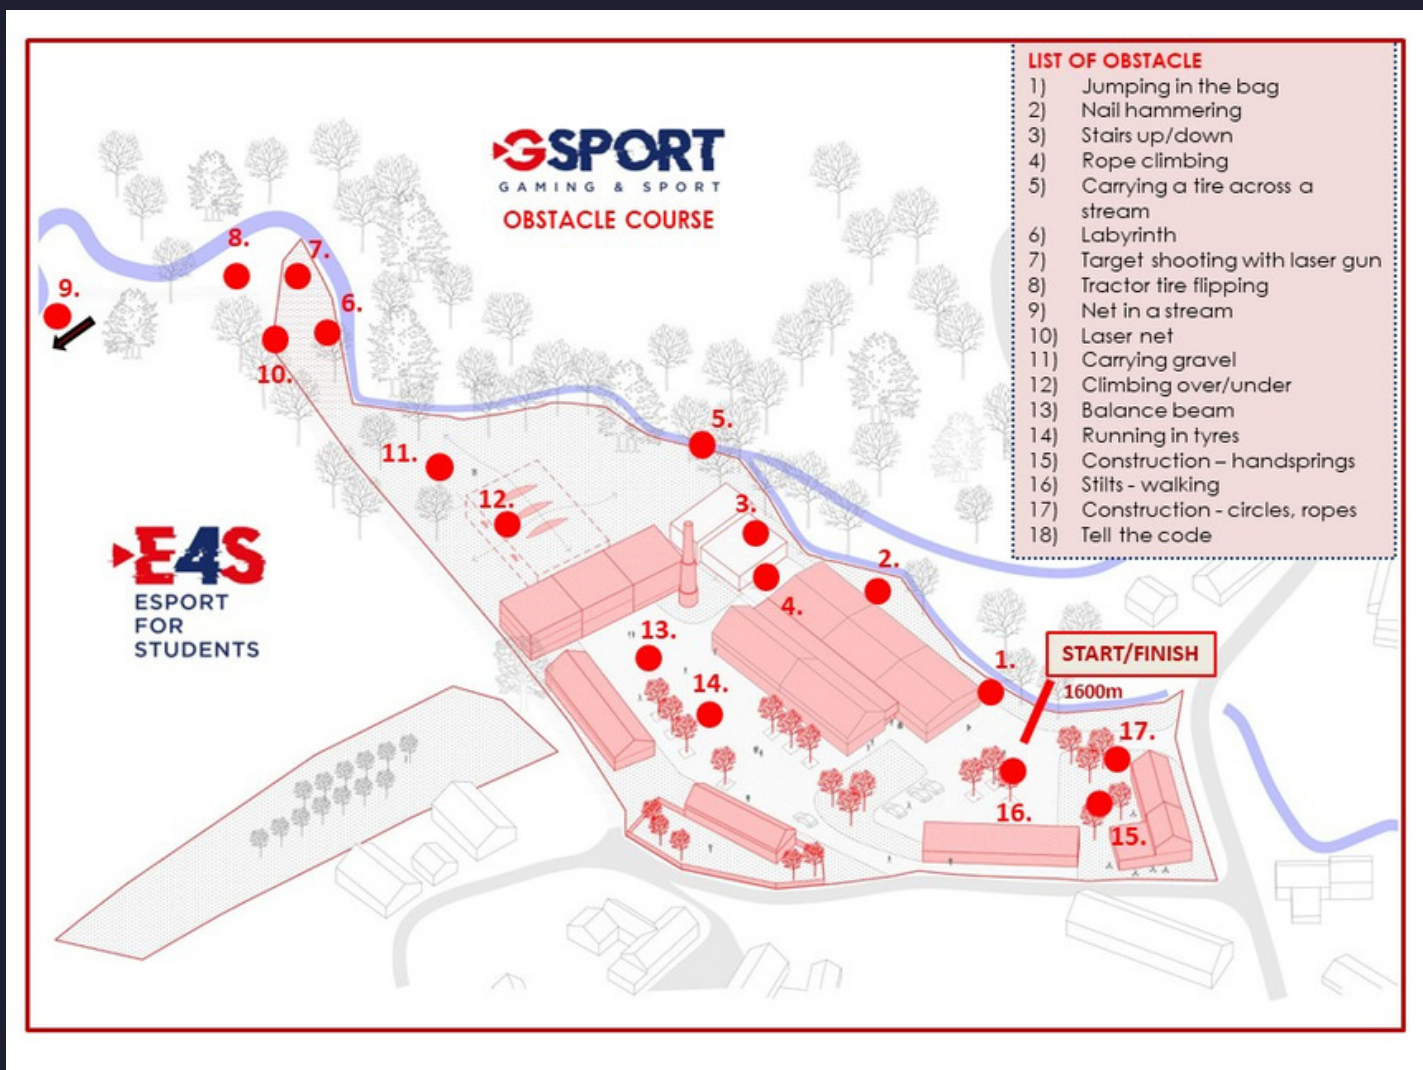 GSPORT
GAMING & SPORT
OBSTACLE COURSE
LIST OF OBSTACLE
1) Jumping in the bag
2) Nail hammering
3) Stairs up/down
4) Rope climbing
5) Carrying a tire across a
stream
6) Labyrinth
7) Target shooting with laser gun
8) Tractor tire flipping
9) Net in a stream
10) Laser net
11) Carrying gravel
12) Climbing over/under
13) Balance beam
14) Running in tyres
15) Construction – handsprings
16) Stilts - walking
17) Construction - circles, ropes
18) Tell the code
8.
7.
9.
6.
10.
5.
11.
12.
3.
2.
4.
E4S
ESPORT
FOR
STUDENTS
13.
1.
START/FINISH
14.
1600m
17.
16.
15.